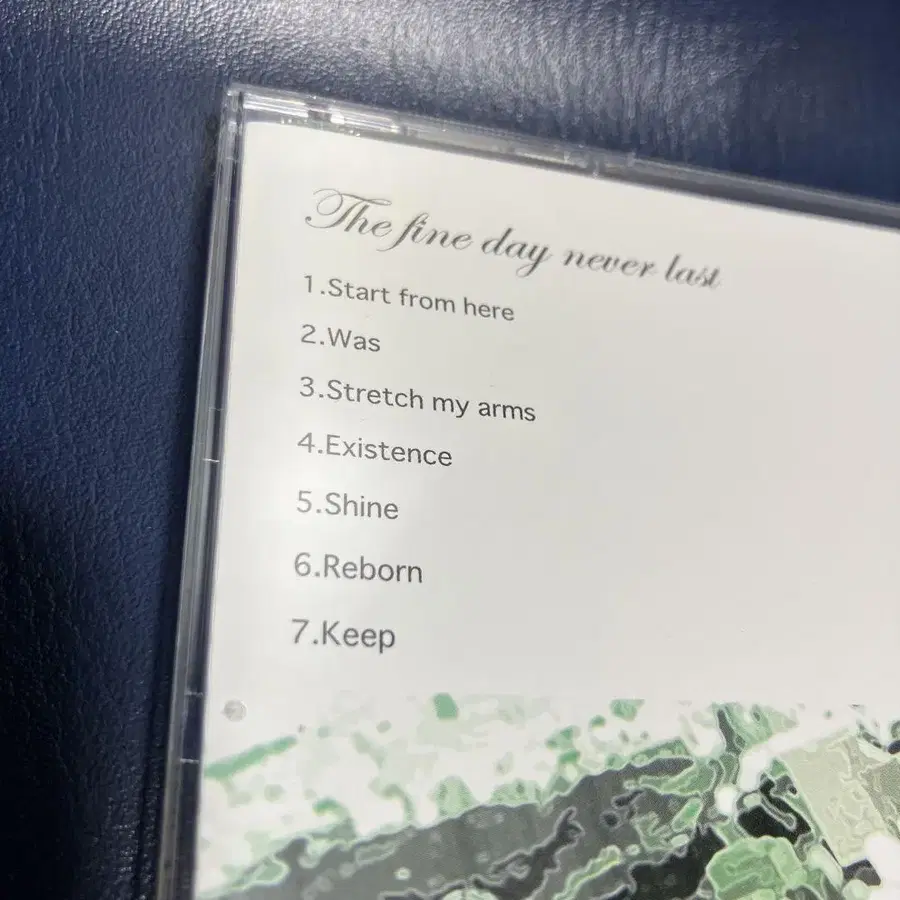 The fine day never last
1.Start from here
2.Was
3.Stretch my arms
4.Existence
5.Shine
6.Reborn
7.Keep